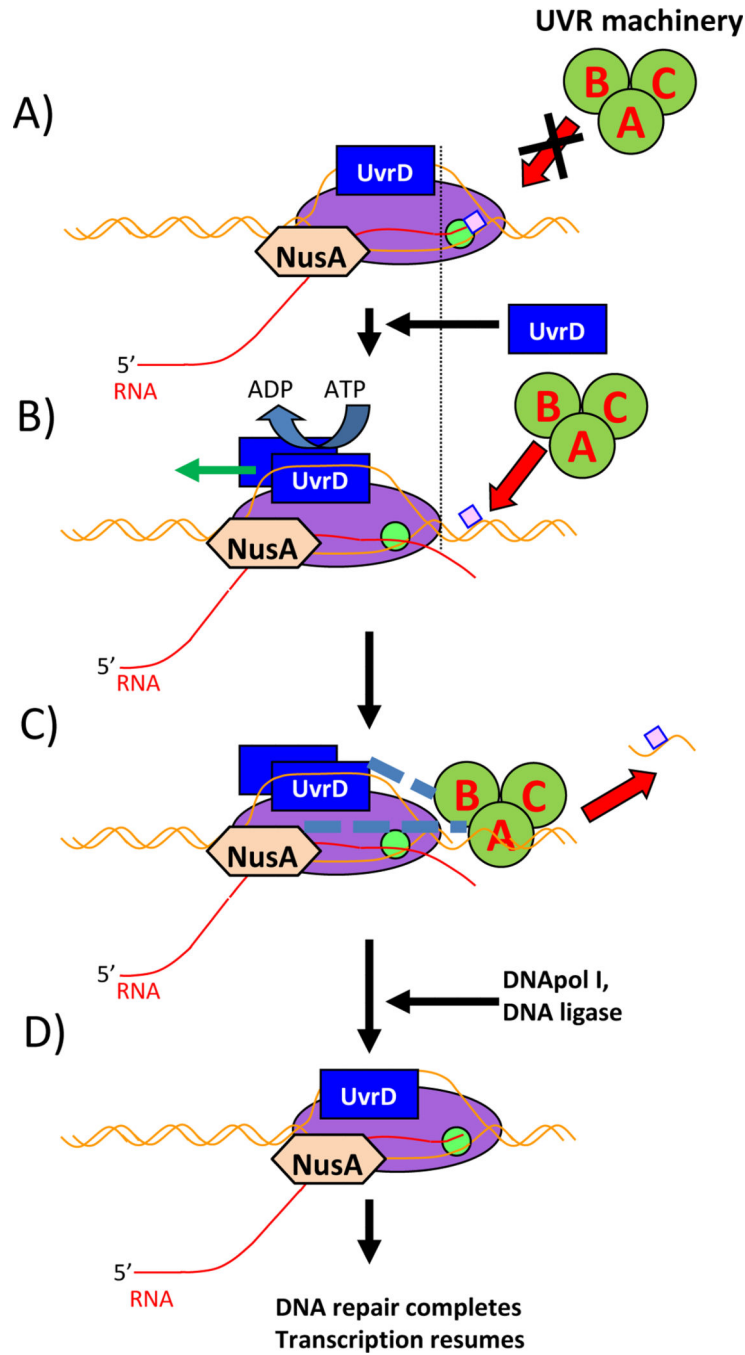 UVR machinery
B C
A
A)
UvrD
NusA
5’
RNA
UvrD
B)
ADP ATP
B C
A
UvrD
NusA
5’
RNA
C)
UvrD
B C
A
NusA
5’
RNA
DNApol I,
DNA ligase
D)
UvrD
NusA
5’
RNA
DNA repair completes
Transcription resumes